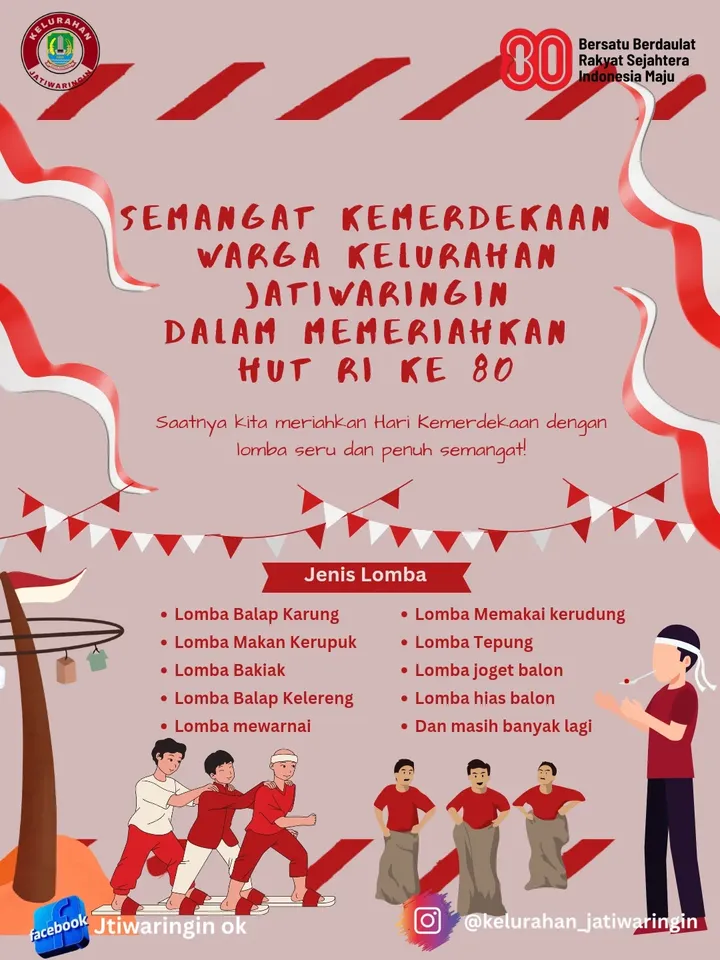 KELURAHAN
JATIWARINGIN
80
Bersatu Berdaulat
Rakyat Sejahtera
Indonesia Maju
SEMANGAT KEMERDEKAAN
WARGA KELURAHAN
JATIWARINGIN
DALAM MEMERIAHKAN
HUT RI KE 80
Saatnya kita meriahkan Hari Kemerdekaan dengan
lomba seru dan penuh semangat!
Jenis Lomba
• Lomba Balap Karung
• Lomba Makan Kerupuk
• Lomba Bakiak
• Lomba Balap Kelereng
• Lomba mewarnai
• Lomba Memakai kerudung
• Lomba Tepung
• Lomba joget balon
• Lomba hias balon
• Dan masih banyak lagi
facebook
Jtiwaringin ok
@kelurahan_jatiwaringin